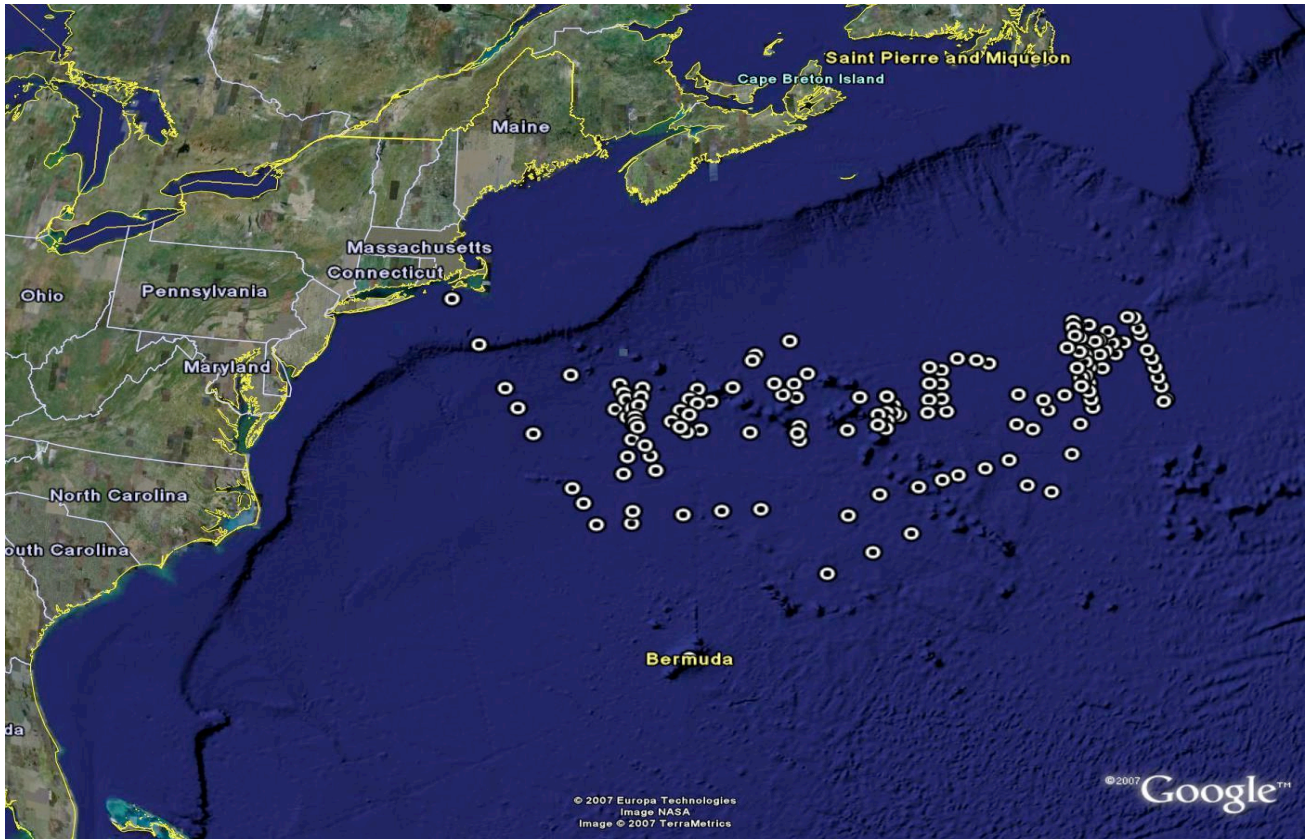 Saint Pierre and Miquelon
Cape Breton Island
Maine
Massachusetts
Connecticut
Ohio
Pennsylvania
Maryland
North Carolina
outh Carolina
Bermuda
da
©2007 Google™
© 2007 Europa Technologies
Image NASA
Image © 2007 TerraMetrics